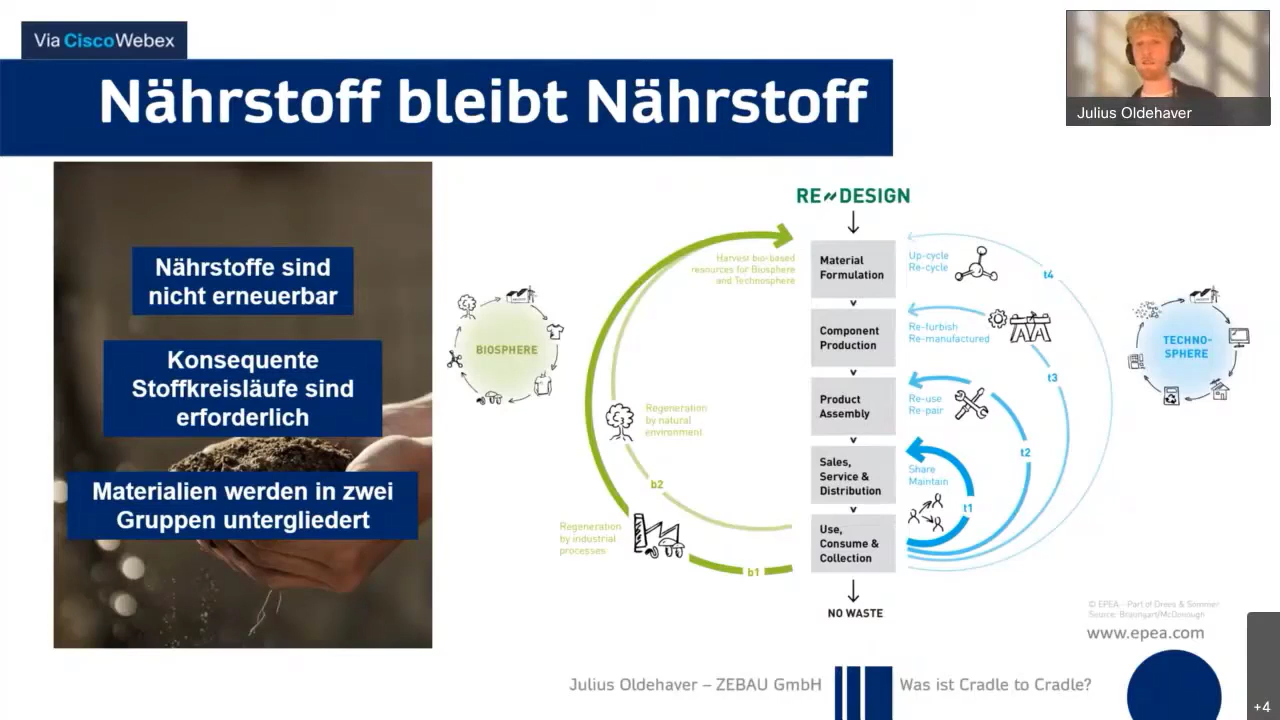 Via CiscoWebex
Nährstoff bleibt Nährstoff
Julius Oldehaver
Nährstoffe sind
nicht erneuerbar
Konsequente
Stoffkreisläufe sind
erforderlich
Materialien werden in zwei
Gruppen untergliedert
BIOSPHERE
RE DESIGN
Harvest bio-based
resources for Biosphere
and Technosphere
Regeneration
by natural
environment
b2
Regeneration
by industrial
processes
b1
Material
Formulation
Component
Production
Product
Assembly
Sales,
Service &
Distribution
Use,
Consume &
Collection
NO WASTE
Up-cycle
Re-cycle
t4
Re-furbish
Re-manufactured
t3
Re-use
Re-pair
t2
Share
Maintain
t1
TECHNO-
SPHERE
© EPEA - Part of Drees & Sommer
Source: Braungart/McDonough
www.epea.com
Julius Oldehaver – ZEBAU GmbH
Was ist Cradle to Cradle?
+4